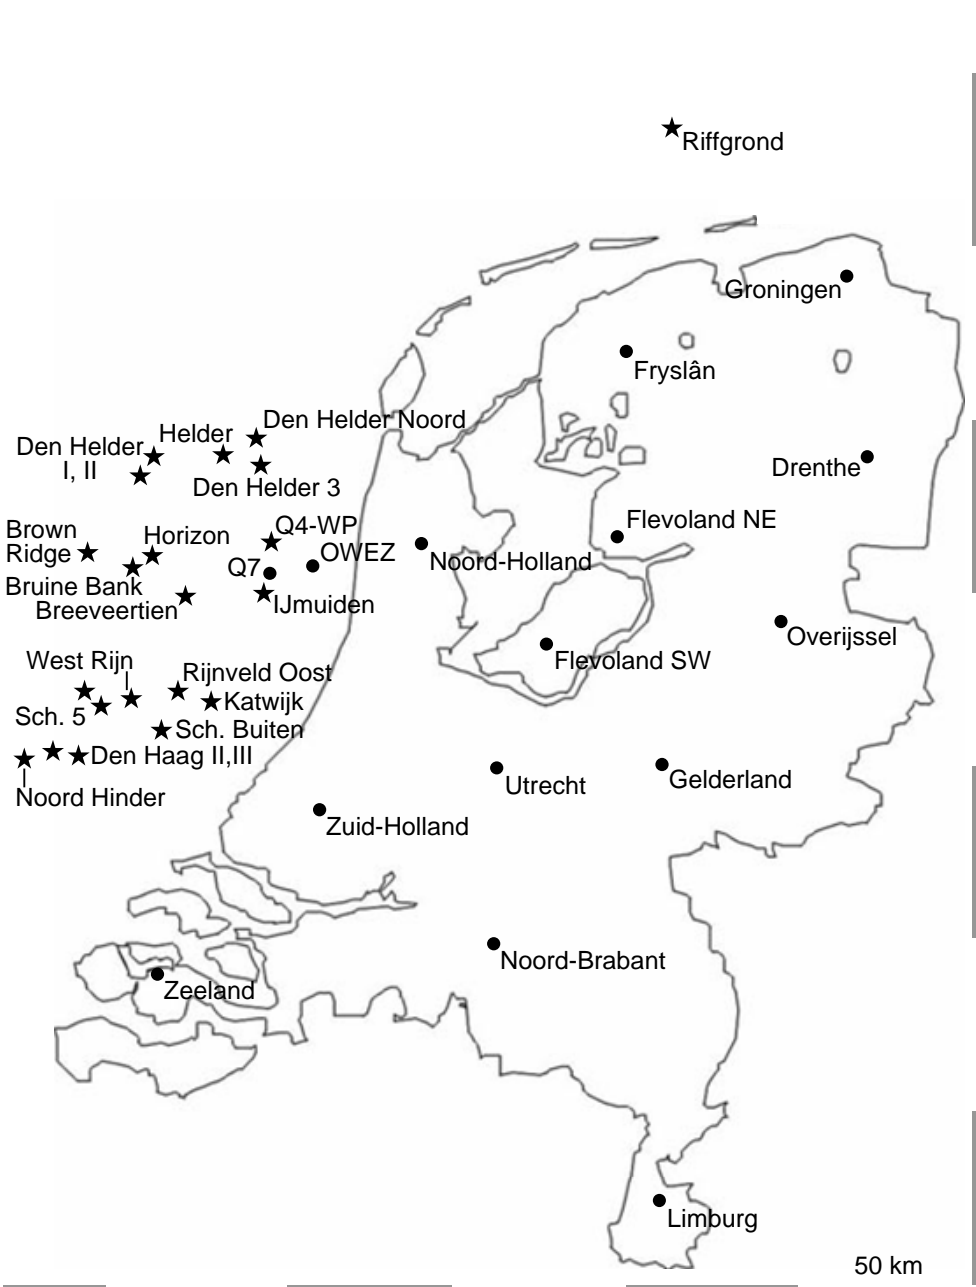 Riffgrond
Groningen
Fryslân
Den Helder Noord
Helder
Den Helder
I, II
Den Helder 3
Drenthe
Flevoland NE
Q4-WP
Brown
Ridge
Horizon
OWEZ
Noord-Holland
Q7
Bruine Bank
Breeveertien
IJmuiden
Overijssel
Flevoland SW
West Rijn
Rijnveld Oost
Katwijk
Sch. 5
Sch. Buiten
Den Haag II,III
Noord Hinder
Utrecht
Gelderland
Zuid-Holland
Noord-Brabant
Zeeland
Limburg
50 km